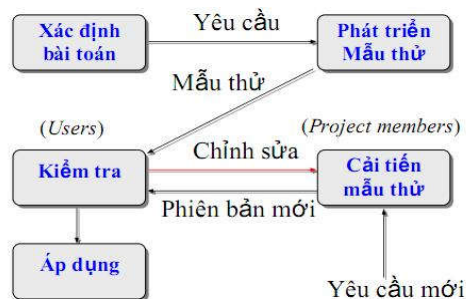 Xác định
bài toán
Yêu cầu
Phát triển
Mẫu thử
Mẫu thử
(Users)
(Project members)
Kiểm tra
Chỉnh sửa
Cải tiến
mẫu thử
Phiên bản mới
Áp dụng
Yêu cầu mới